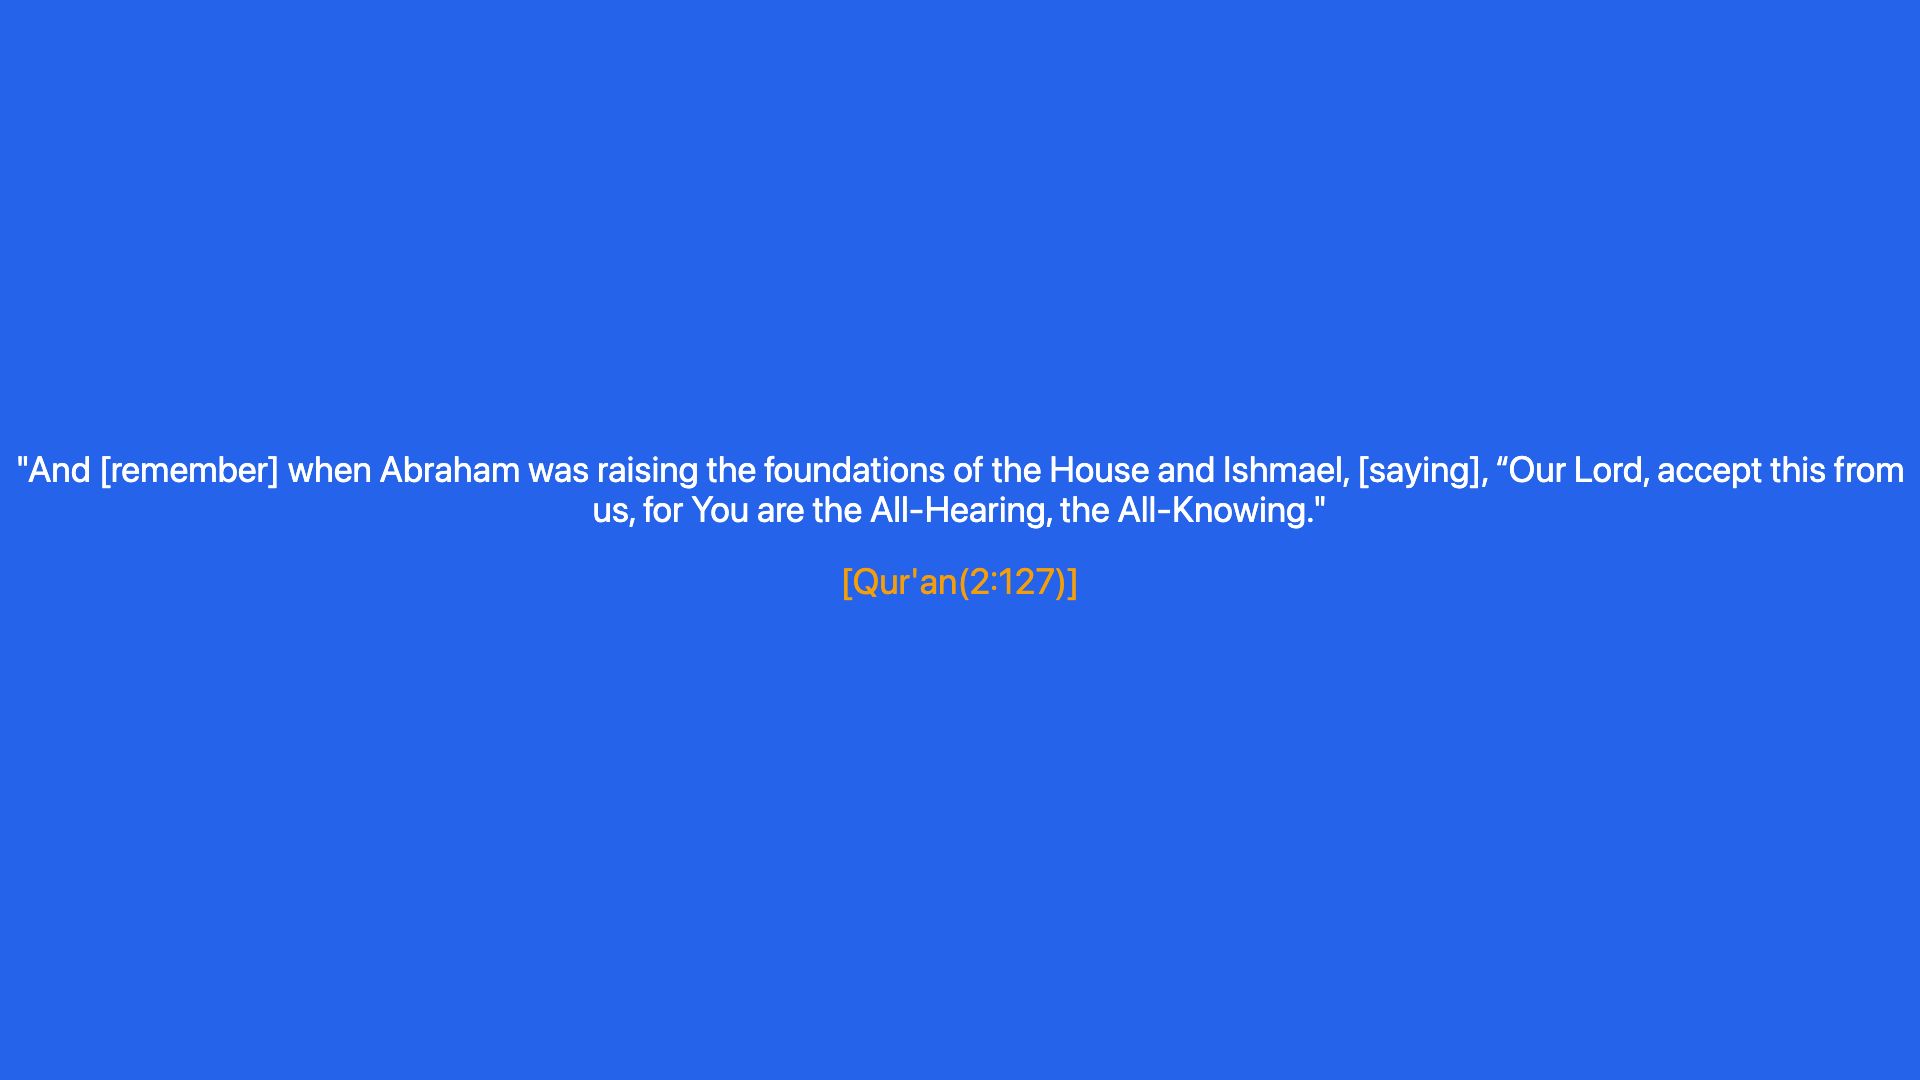 "And [remember] when Abraham was raising the foundations of the House and Ishmael, [saying], “Our Lord, accept this from
us, for You are the All-Hearing, the All-Knowing."
[Qur'an(2:127)]